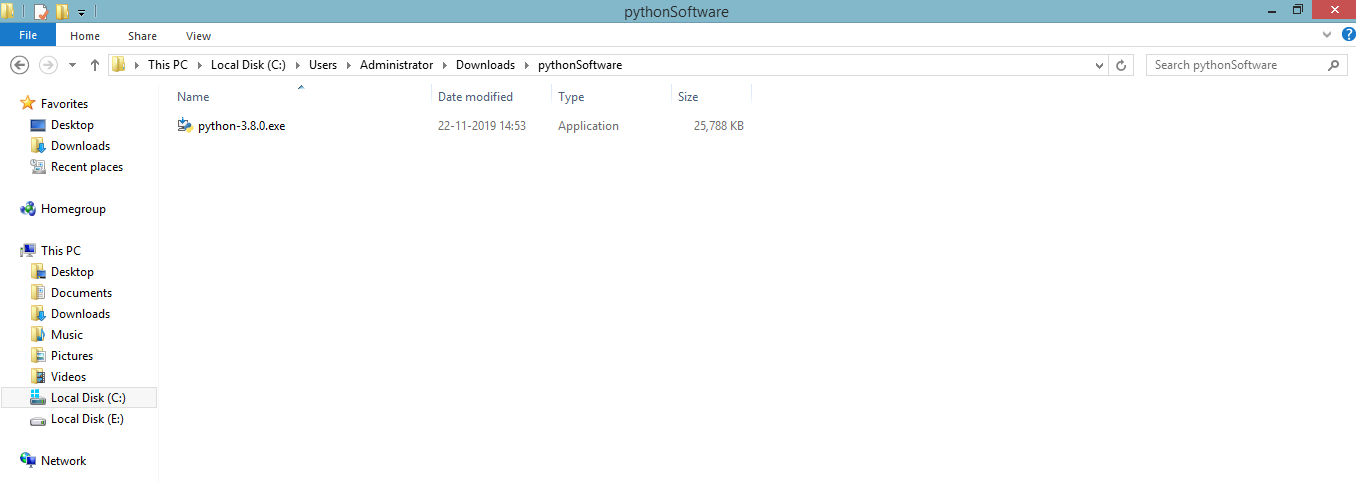 pythonSoftware
File Home Share View
This PC Local Disk (C:) Users Administrator Downloads pythonSoftware Search pythonSoftware
Name Date modified Type Size
python-3.8.0.exe 22-11-2019 14:53 Application 25,788 KB
Favorites
Desktop
Downloads
Recent places
Homegroup
This PC
Desktop
Documents
Downloads
Music
Pictures
Videos
Local Disk (C:)
Local Disk (E:)
Network